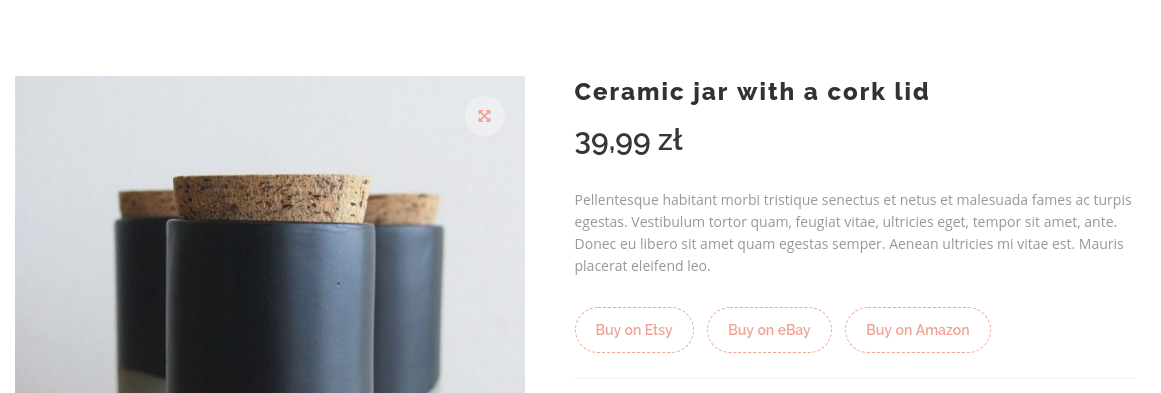 Ceramic jar with a cork lid
39,99 zł
Pellentesque habitant morbi tristique senectus et netus et malesuada fames ac turpis
egestas. Vestibulum tortor quam, feugiat vitae, ultricies eget, tempor sit amet, ante.
Donec eu libero sit amet quam egestas semper. Aenean ultricies mi vitae est. Mauris
placerat eleifend leo.
Buy on Etsy
Buy on eBay
Buy on Amazon